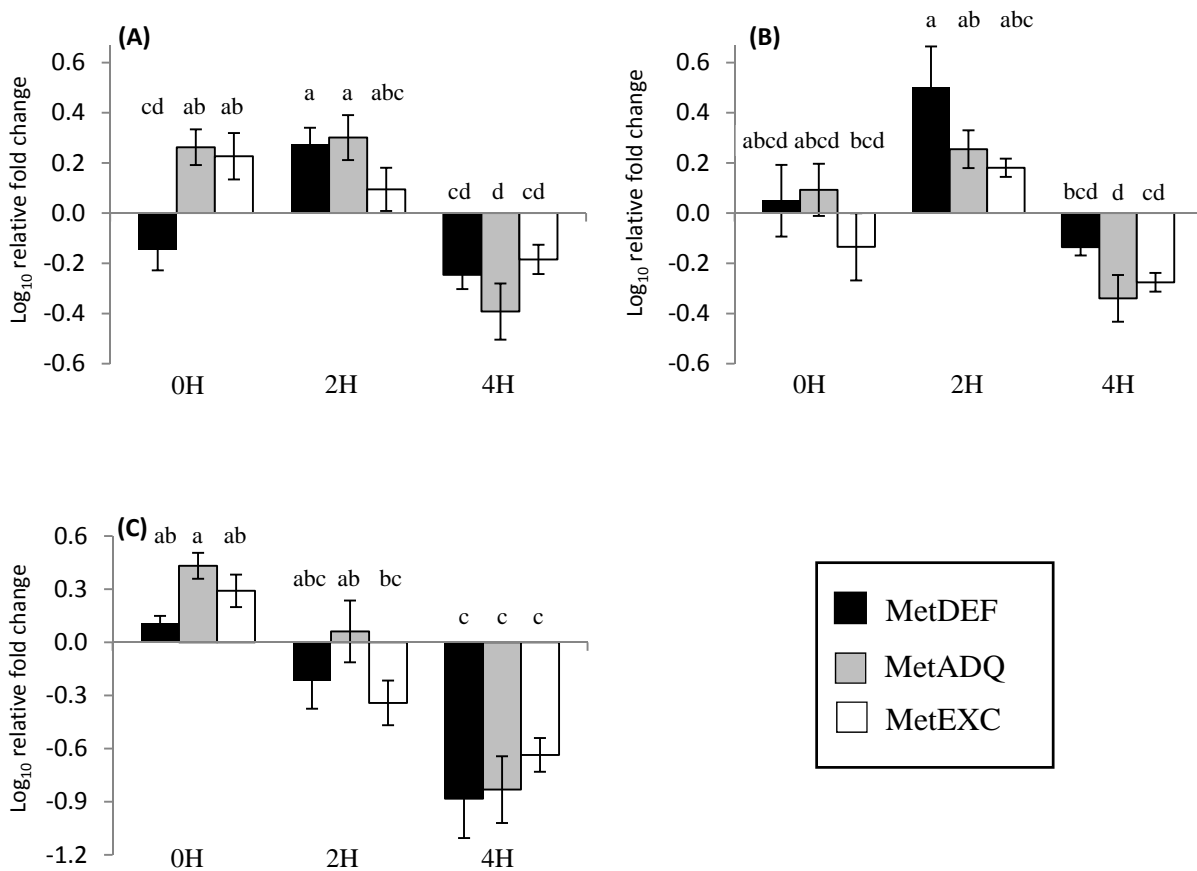 (A)
Log10 relative fold change
0.6
0.4
0.2
0.0
-0.2
-0.4
-0.6
cd ab ab
a a abc
cd d cd
0H 2H 4H
(B)
Log10 relative fold change
0.6
0.4
0.2
0.0
-0.2
-0.4
-0.6
abcd abcd bcd
a ab abc
bcd d cd
0H 2H 4H
(C)
Log10 relative fold change
0.6
0.3
0.0
-0.3
-0.6
-0.9
-1.2
ab a ab
abc ab bc
c c c
0H 2H 4H
MetDEF
MetADQ
MetEXC